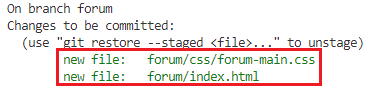 On branch forum
Changes to be committed:
(use "git restore --staged <file>..." to unstage)
new file: forum/css/forum-main.css
new file: forum/index.html